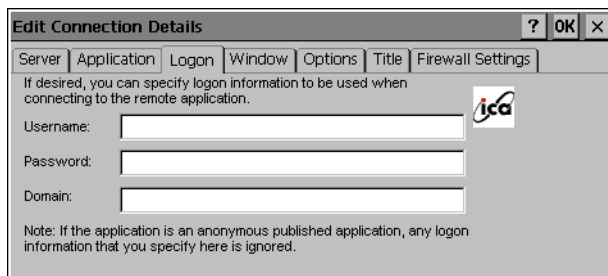 Edit Connection Details ? OK ×
Server Application Logon Window Options Title Firewall Settings
If desired, you can specify logon information to be used when
connecting to the remote application.
ica
Username:
Password:
Domain:
Note: If the application is an anonymous published application, any logon
information that you specify here is ignored.